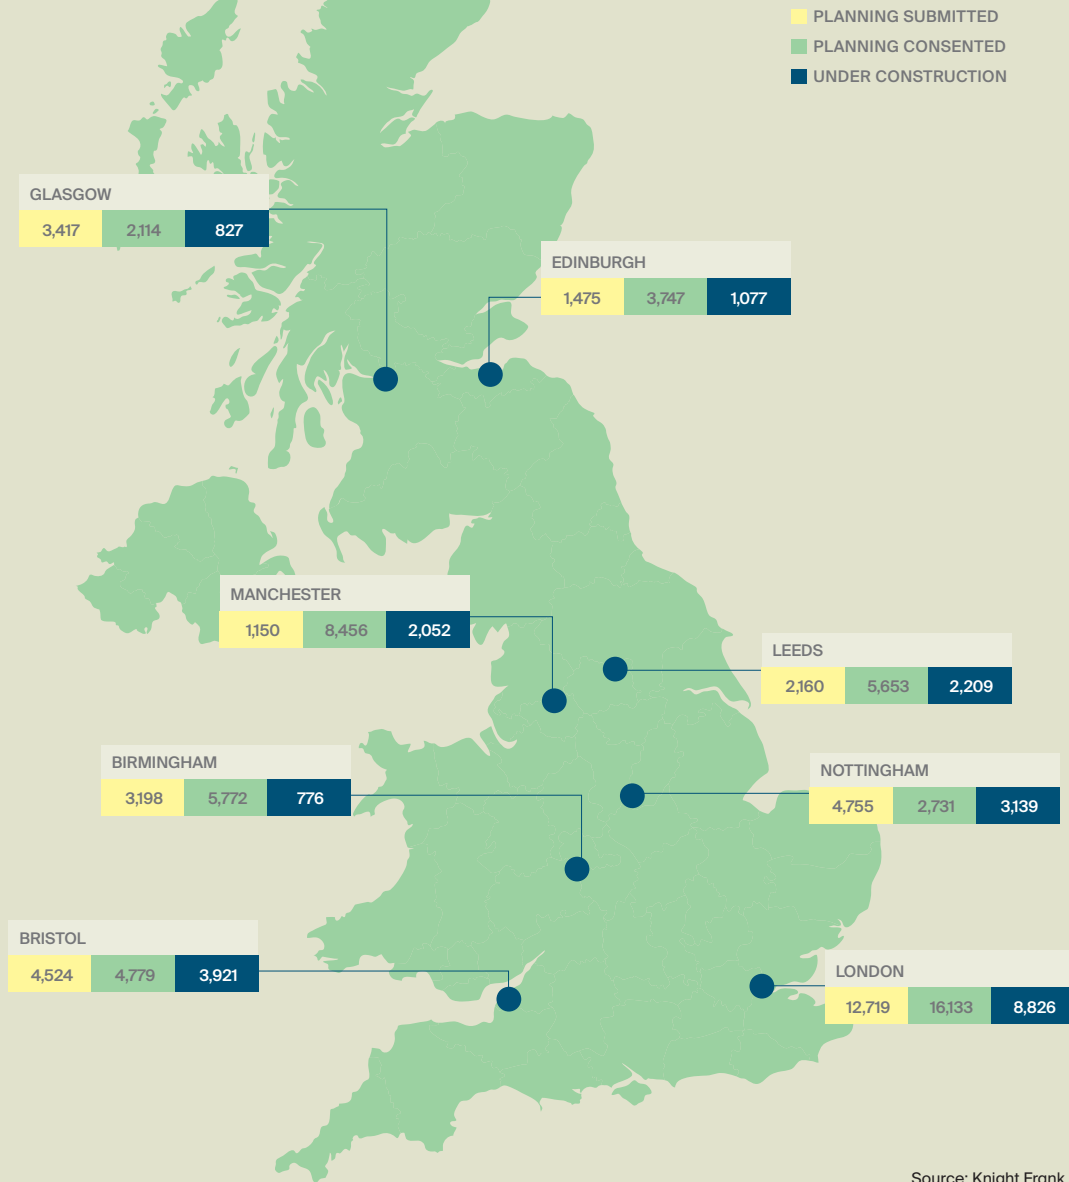 PLANNING SUBMITTED
PLANNING CONSENTED
UNDER CONSTRUCTION
GLASGOW
3,417 2,114 827
EDINBURGH
1,475 3,747 1,077
MANCHESTER
1,150 8,456 2,052
LEEDS
2,160 5,653 2,209
BIRMINGHAM
3,198 5,772 776
NOTTINGHAM
4,755 2,731 3,139
BRISTOL
4,524 4,779 3,921
LONDON
12,719 16,133 8,826
Source: Knight Frank